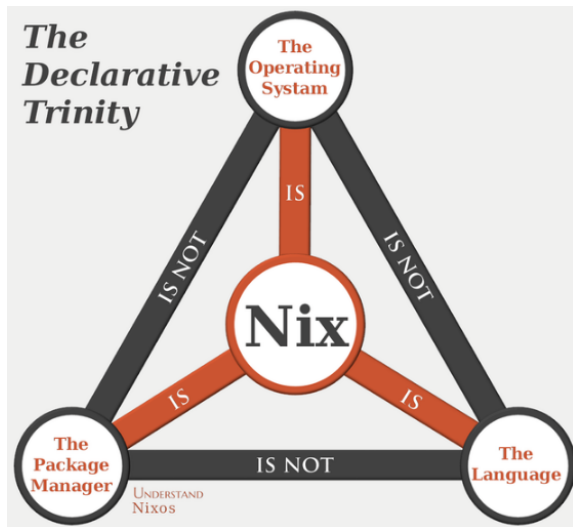 The
Declarative
Trinity
The
Operating
Systam
IS
IS NOT
IS NOT
Nix
IS
IS
The
Package
Manager
IS NOT
The
Language
Understand
Nixos